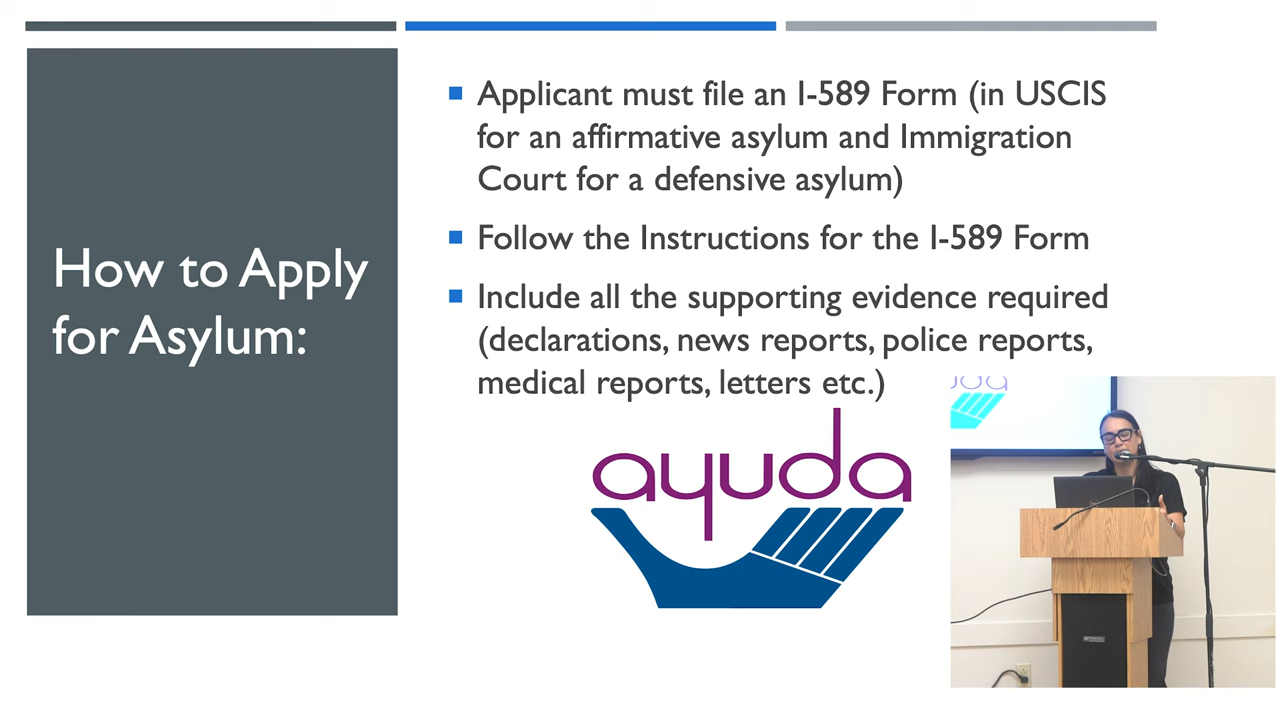 How to Apply
for Asylum:
Applicant must file an I-589 Form (in USCIS
for an affirmative asylum and Immigration
Court for a defensive asylum)
Follow the Instructions for the I-589 Form
Include all the supporting evidence required
(declarations, news reports, police reports,
medical reports, letters etc.)
ayuda